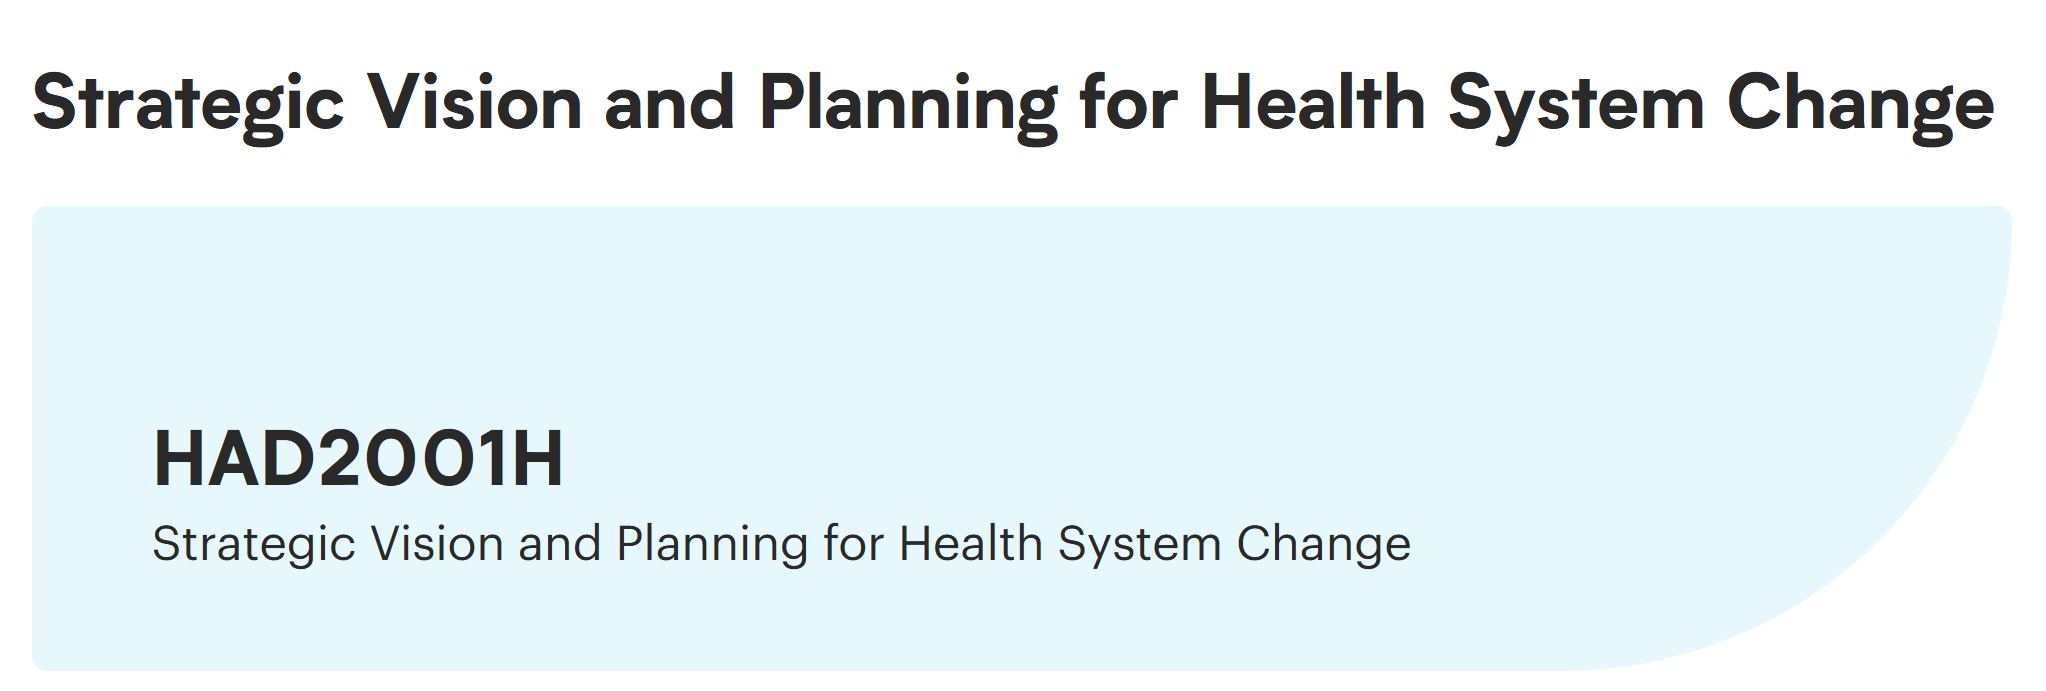 Strategic Vision and Planning for Health System Change
HAD2001H
Strategic Vision and Planning for Health System Change